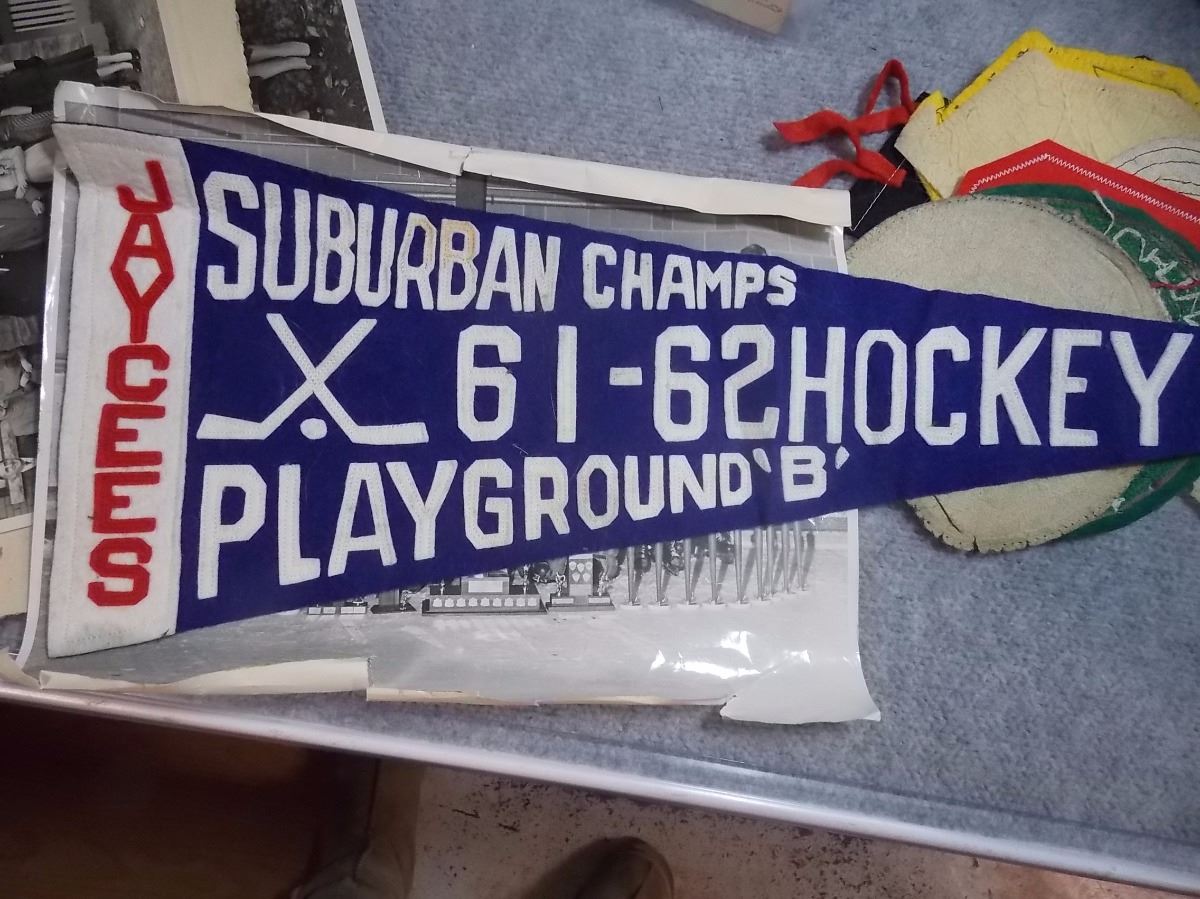 JAYCEES
SUBURBAN CHAMPS
61-62 HOCKEY
PLAYGROUND 'B'